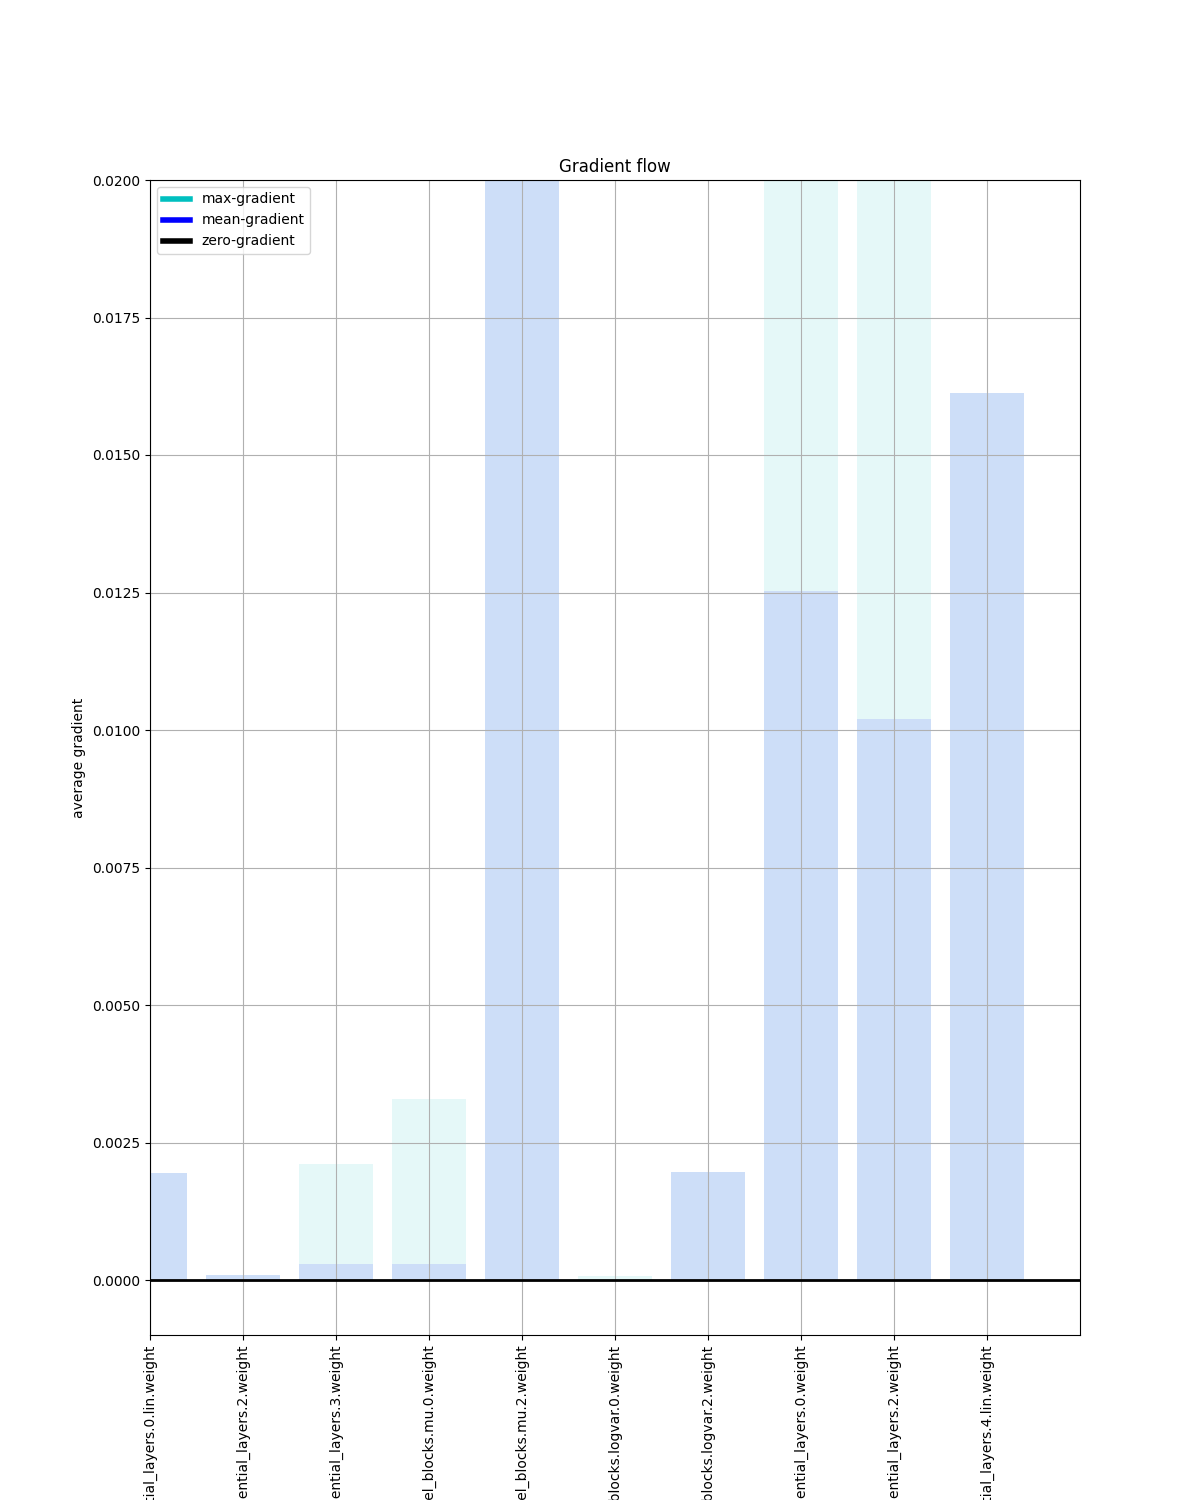 Gradient flow
max-gradient
mean-gradient
zero-gradient
0.0200
0.0175
0.0150
0.0125
0.0100
0.0075
0.0050
0.0025
0.0000
average gradient
tial_layers.0.lin.weight
ential_layers.2.weight
ential_layers.3.weight
el_blocks.mu.0.weight
el_blocks.mu.2.weight
blocks.logvar.0.weight
blocks.logvar.2.weight
ential_layers.0.weight
ential_layers.2.weight
tial_layers.4.lin.weight